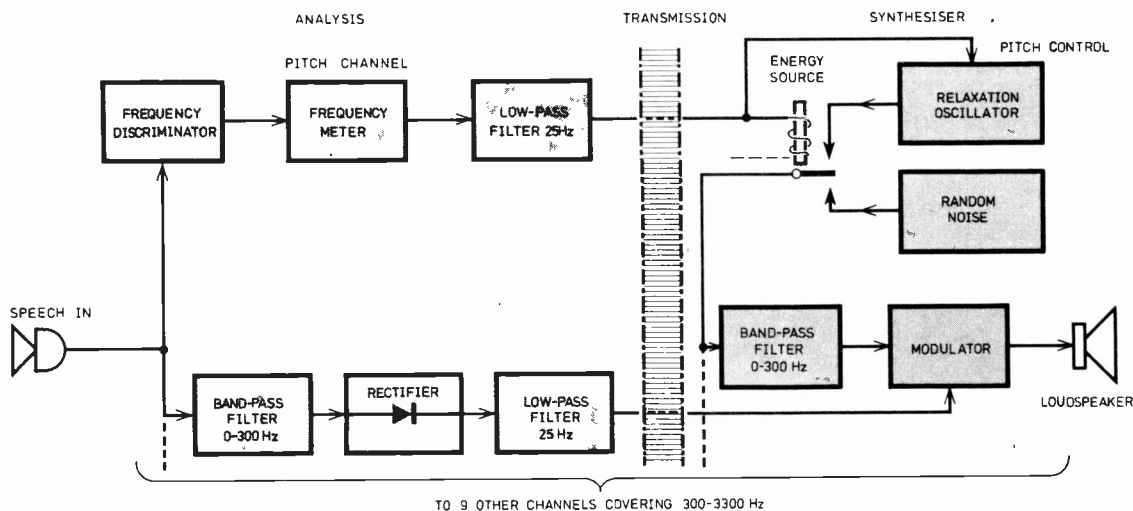 ANALYSIS
TRANSMISSION
SYNTHESISER
PITCH CHANNEL
FREQUENCY
DISCRIMINATOR
FREQUENCY
METER
LOW-PASS
FILTER 25Hz
ENERGY
SOURCE
PITCH CONTROL
RELAXATION
OSCILLATOR
RANDOM
NOISE
SPEECH IN
BAND-PASS
FILTER
0-300 Hz
RECTIFIER
LOW-PASS
FILTER
25 Hz
BAND-PASS
FILTER
0-300 Hz
MODULATOR
LOUDSPEAKER
TO 9 OTHER CHANNELS COVERING 300-3300 Hz